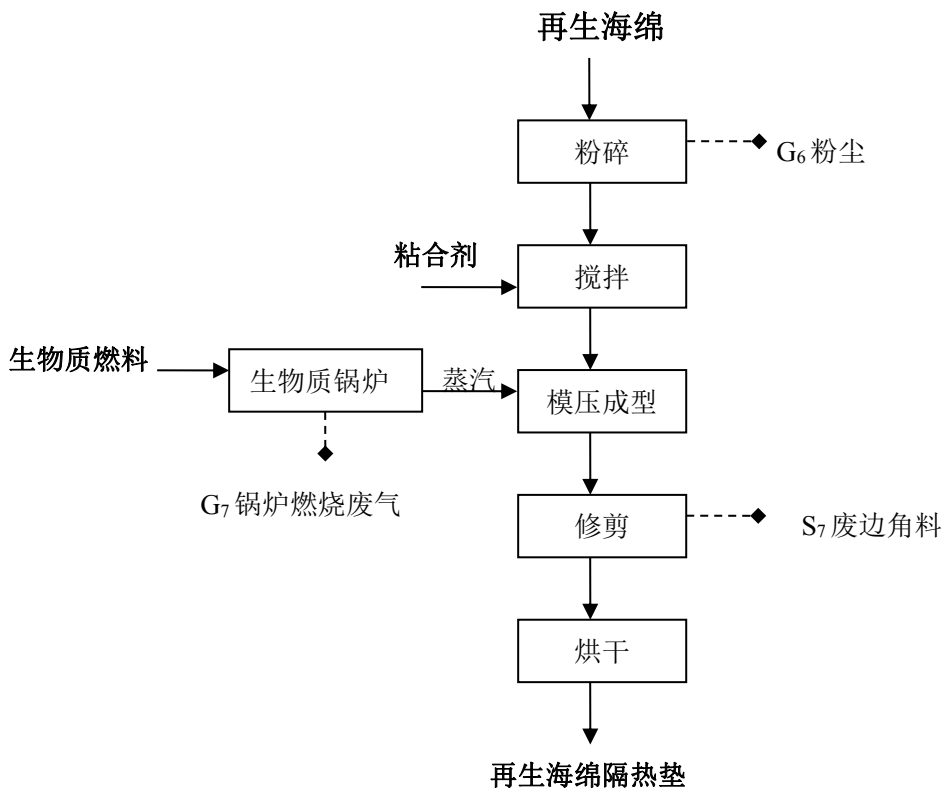 再生海绵
粉碎
G₆粉尘
粘合剂
搅拌
生物质燃料
生物质锅炉
蒸汽
模压成型
G₇锅炉燃烧废气
修剪
S₇废边角料
烘干
再生海绵隔热垫